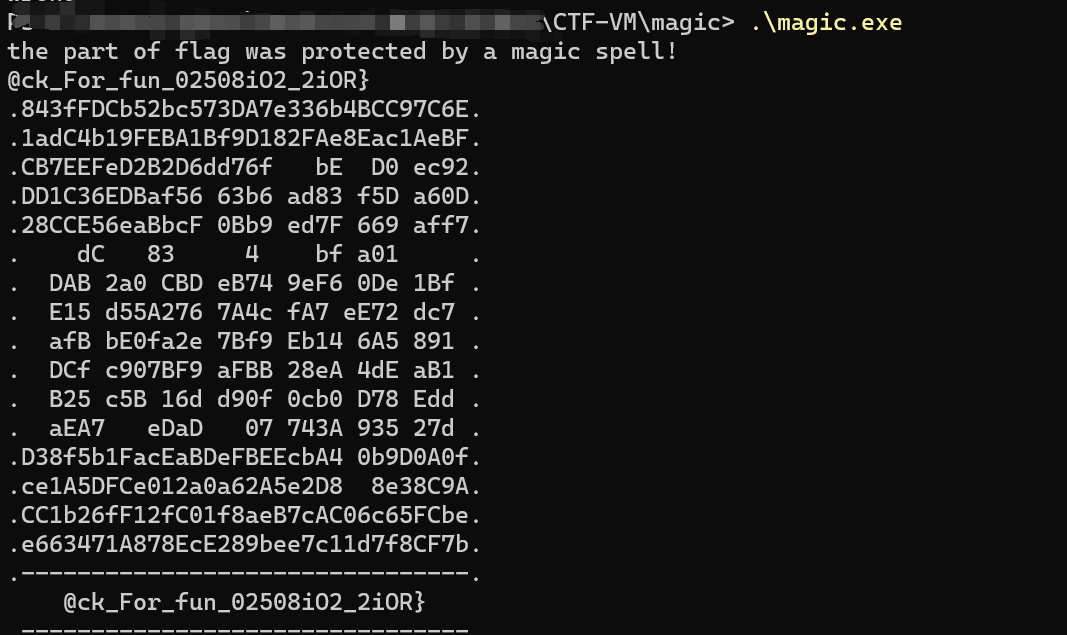 \CTF-VM\magic> .\magic.exe
the part of flag was protected by a magic spell!
@ck_For_fun_02508iO2_2iOR}
.843fFDCb52bc573DA7e336b4BCC97C6E.
.1adC4b19FEBA1Bf9D182FAe8Eac1AeBF.
.CB7EEFeD2B2D6dd76f   bE  D0 ec92.
.DD1C36EDBaf56 63b6 ad83 f5D a60D.
.28CCE56eaBbcF 0Bb9 ed7F 669 aff7.
.    dC   83     4    bf a01     .
.  DAB 2a0 CBD eB74 9eF6 0De 1Bf .
.  E15 d55A276 7A4c fA7 eE72 dc7 .
.  afB bE0fa2e 7Bf9 Eb14 6A5 891 .
.  DCf c907BF9 aFBB 28eA 4dE aB1 .
.  B25 c5B 16d d90f 0cb0 D78 Edd .
.  aEA7   eDaD   07 743A 935 27d .
.D38f5b1FacEaBDeFBEEcbA4 0b9D0A0f.
.ce1A5DFCe012a0a62A5e2D8  8e38C9A.
.CC1b26fF12fC01f8aeB7cAC06c65FCbe.
.e663471A878EcE289bee7c11d7f8CF7b.
.--------------------------------.
    @ck_For_fun_02508iO2_2iOR}
 --------------------------------